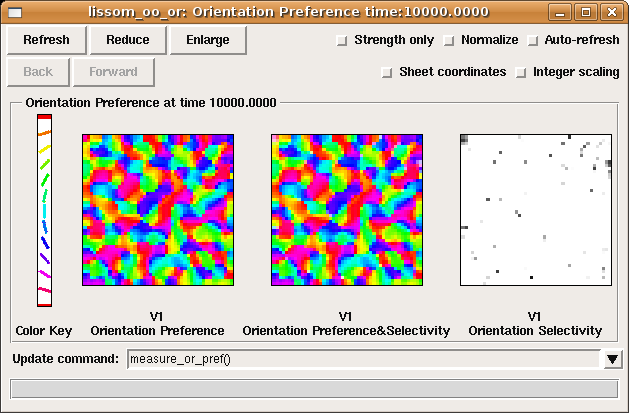 lissom_oo_or: Orientation Preference time:10000.0000
Refresh Reduce Enlarge Strength only Normalize Auto-refresh
Back Forward Sheet coordinates Integer scaling
Orientation Preference at time 10000.0000
V1 V1 V1
Color Key Orientation Preference Orientation Preference&Selectivity Orientation Selectivity
Update command: measure_or_pref()